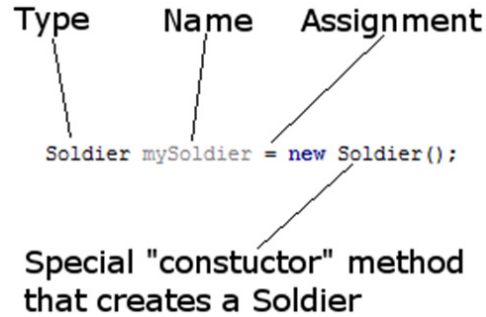 Type Name Assignment
Soldier mySoldier = new Soldier();
Special "constuctor" method
that creates a Soldier